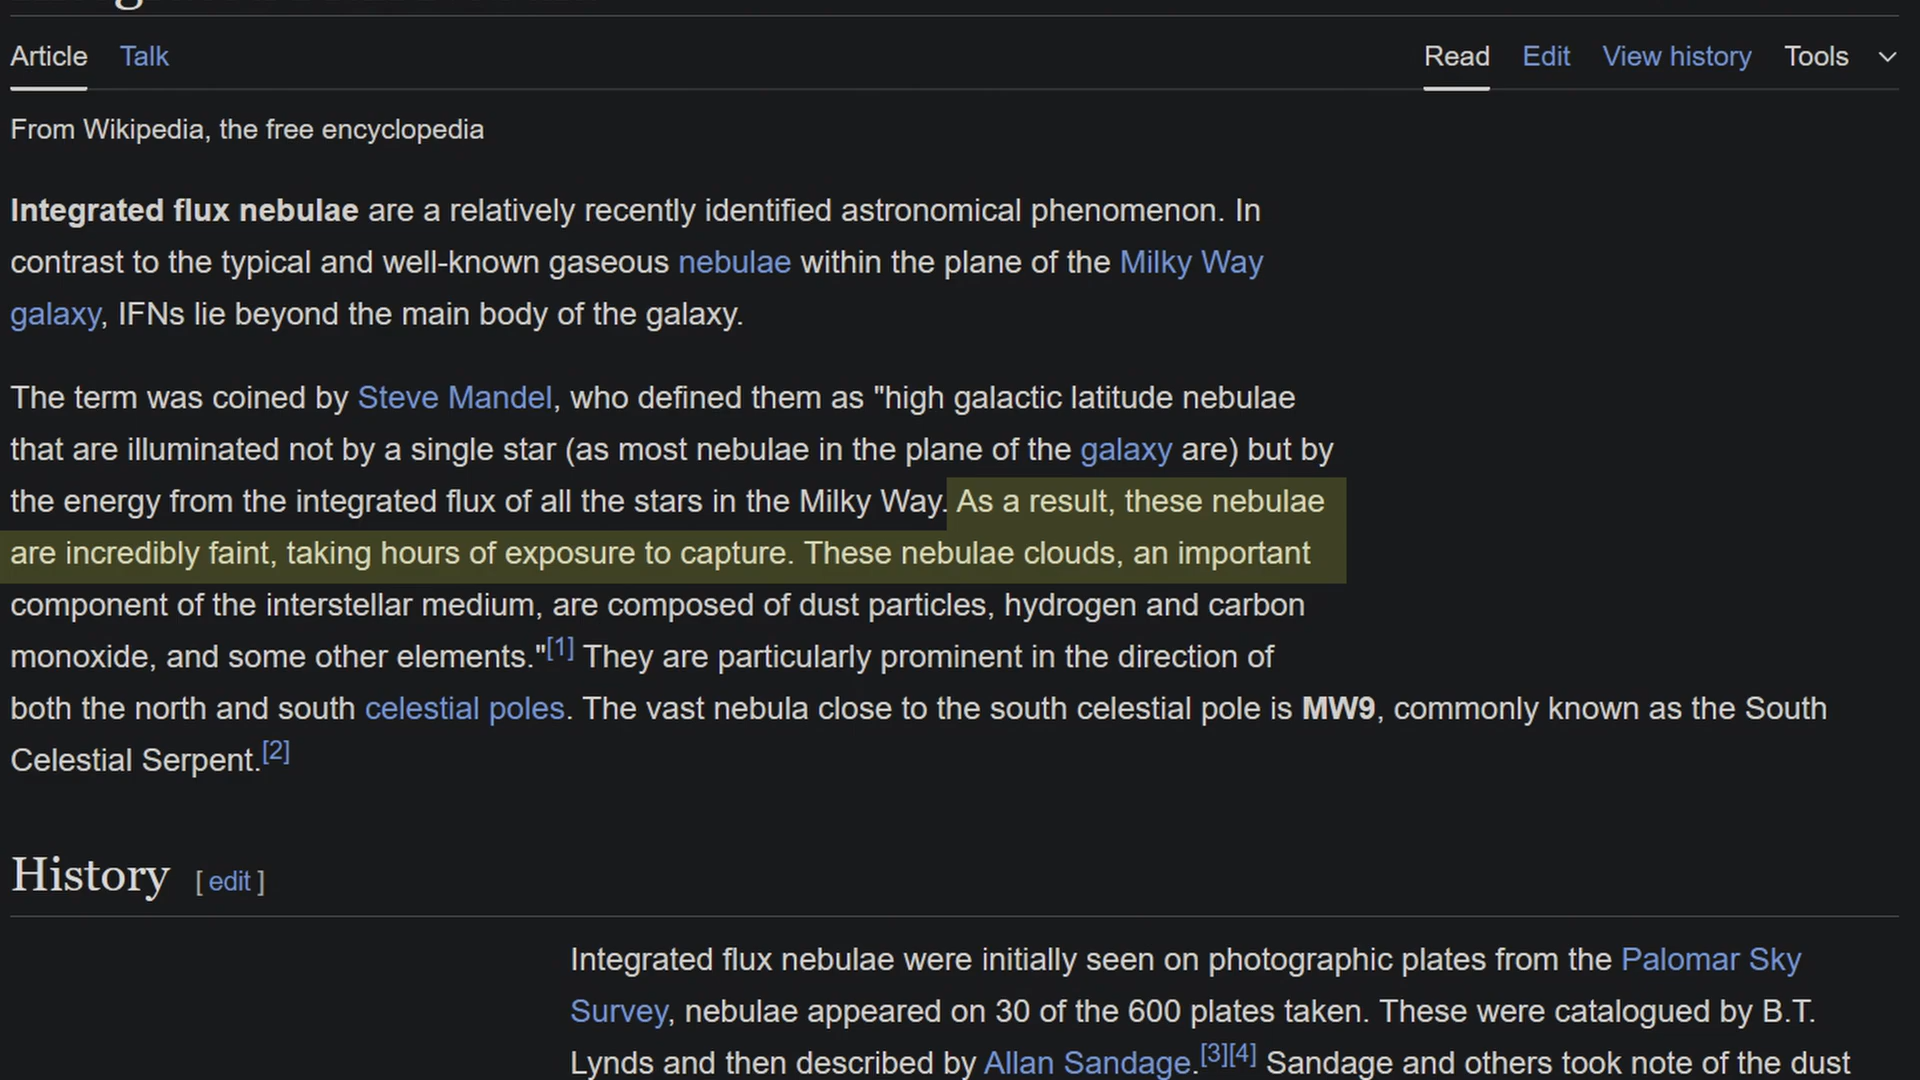 Article Talk Read Edit View history Tools
From Wikipedia, the free encyclopedia
Integrated flux nebulae are a relatively recently identified astronomical phenomenon. In
contrast to the typical and well-known gaseous nebulae within the plane of the Milky Way
galaxy, IFNs lie beyond the main body of the galaxy.
The term was coined by Steve Mandel, who defined them as "high galactic latitude nebulae
that are illuminated not by a single star (as most nebulae in the plane of the galaxy are) but by
the energy from the integrated flux of all the stars in the Milky Way. As a result, these nebulae
are incredibly faint, taking hours of exposure to capture. These nebulae clouds, an important
component of the interstellar medium, are composed of dust particles, hydrogen and carbon
monoxide, and some other elements."[1] They are particularly prominent in the direction of
both the north and south celestial poles. The vast nebula close to the south celestial pole is MW9, commonly known as the South
Celestial Serpent.[2]
History [ edit ]
Integrated flux nebulae were initially seen on photographic plates from the Palomar Sky
Survey, nebulae appeared on 30 of the 600 plates taken. These were catalogued by B.T.
Lynds and then described by Allan Sandage.[3][4] Sandage and others took note of the dust